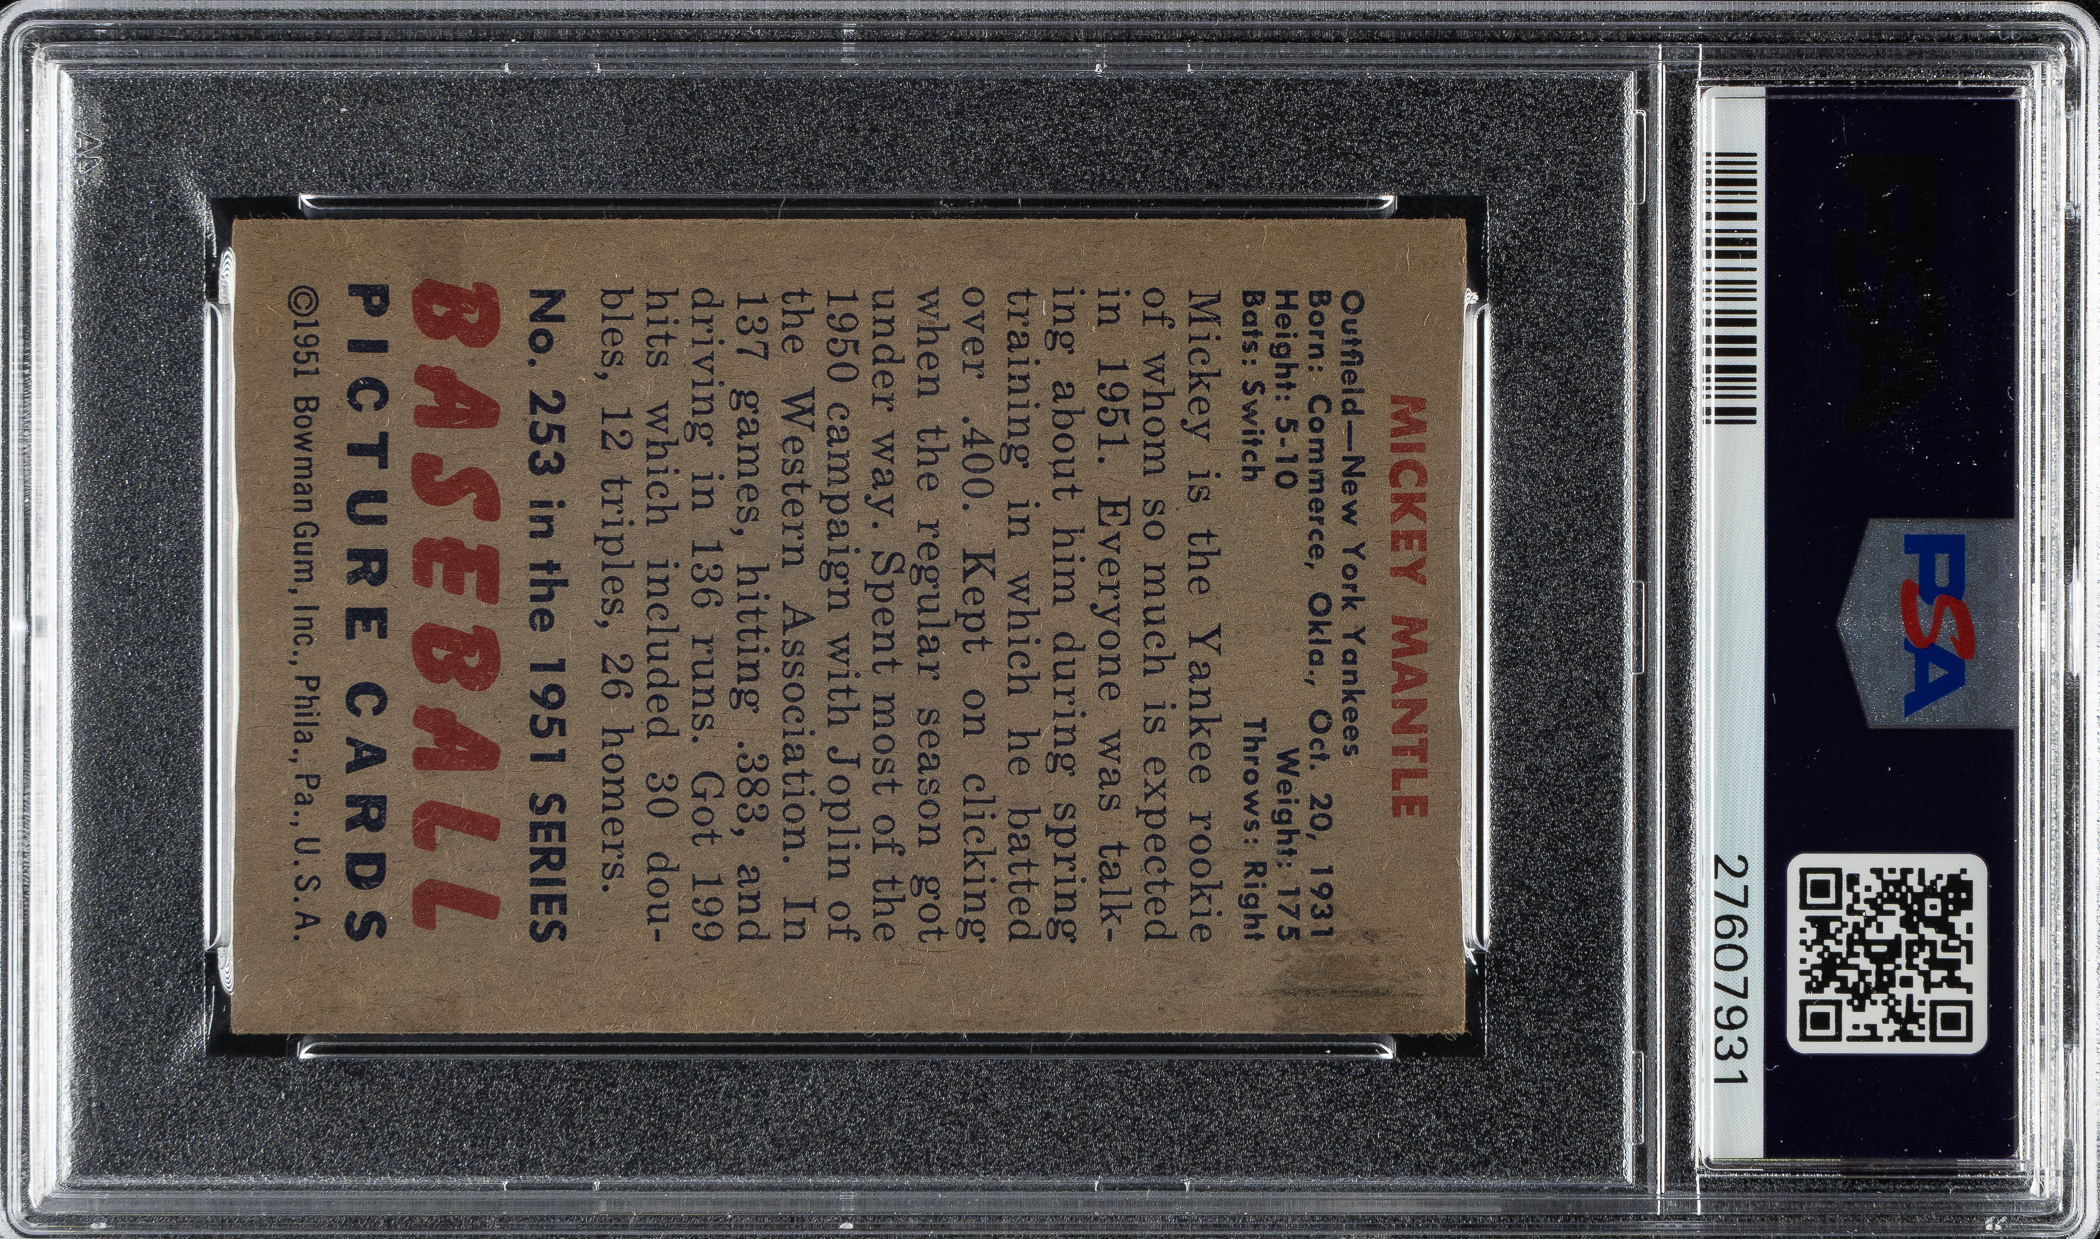 PSA
27607931
MICKEY MANTLE
Outfield—New York Yankees
Born: Commerce, Okla., Oct. 20, 1931
Height: 5-10 Weight: 175
Bats: Switch Throws: Right
Mickey is the Yankee rookie
of whom so much is expected
in 1951. Everyone was talk-
ing about him during spring
training in which he batted
over .400. Kept on clicking
when the regular season got
under way. Spent most of the
1950 campaign with Joplin of
the Western Association. In
137 games, hitting .383, and
driving in 136 runs. Got 199
hits which included 30 dou-
bles, 12 triples, 26 homers.
No. 253 in the 1951 SERIES
BASEBALL
PICTURE CARDS
©1951 Bowman Gum, Inc., Phila., Pa., U.S.A.